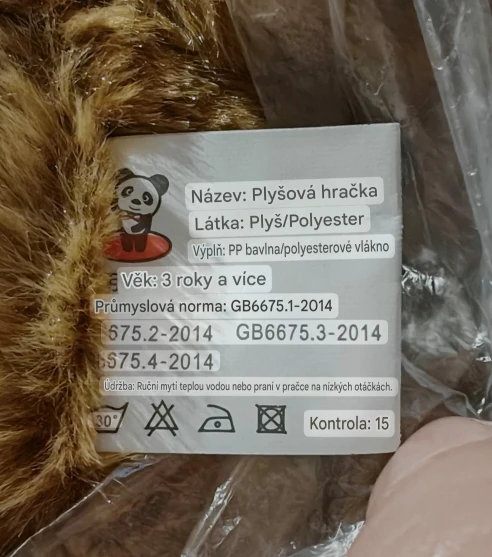 Název: Plyšová hračka
Látka: Plyš/Polyester
Výplň: PP bavlna/polyesterové vlákno
Věk: 3 roky a více
Průmyslová norma: GB6675.1-2014
675.2-2014 GB6675.3-2014
675.4-2014
Údržba: Ruční mytí teplou vodou nebo praní v pračce na nízkých otáčkách.
30°
Kontrola: 15